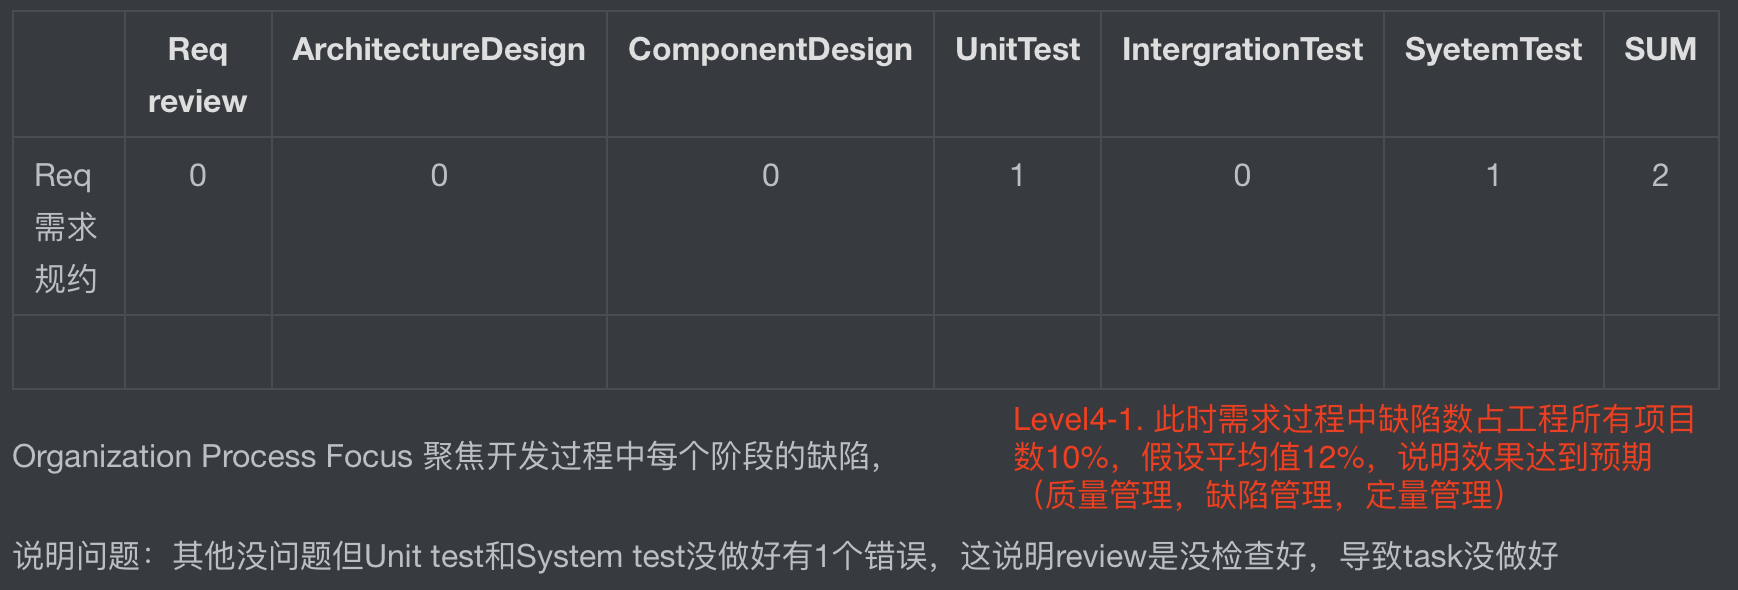 Req review ArchitectureDesign ComponentDesign UnitTest IntergrationTest SyetemTest SUM
Req 需求规约 0 0 0 1 0 1 2
Organization Process Focus 聚焦开发过程中每个阶段的缺陷，
Level4-1. 此时需求过程中缺陷数占工程所有项目
数10%，假设平均值12%，说明效果达到预期
（质量管理，缺陷管理，定量管理）
说明问题：其他没问题但Unit test和System test没做好有1个错误，这说明review是没检查好，导致task没做好